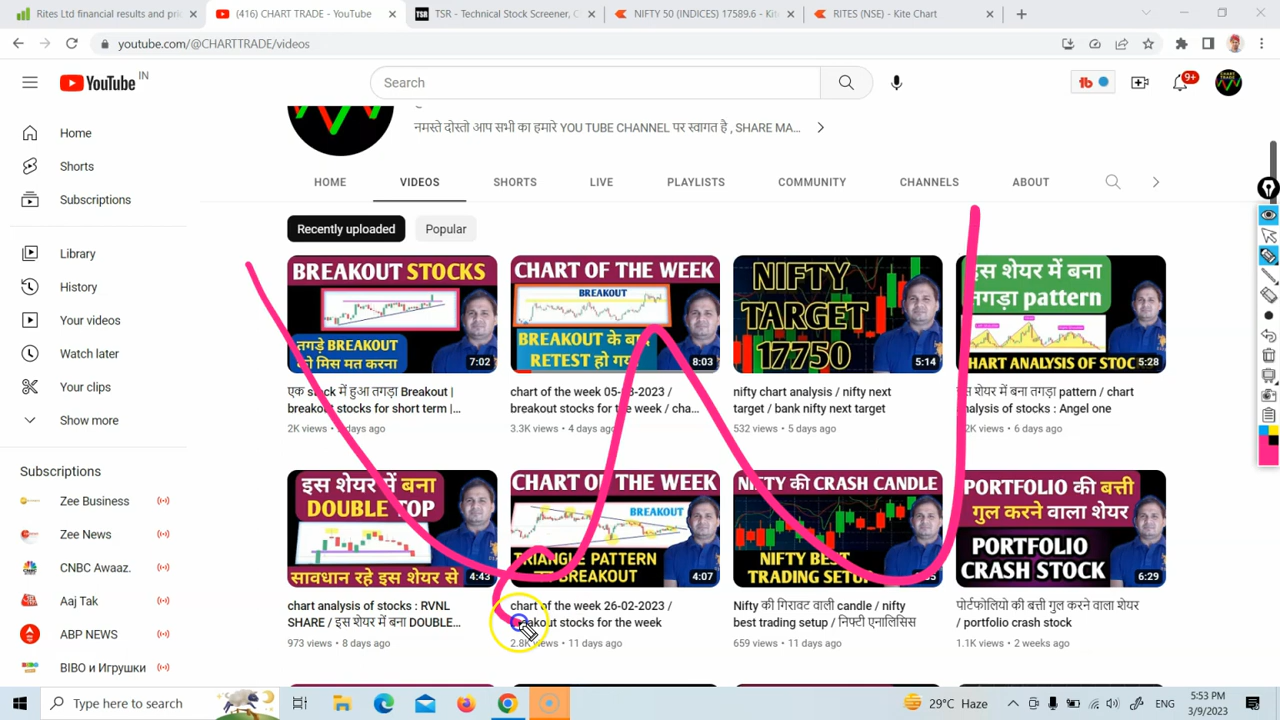 Rites Ltd financial results and pri
(416) CHART TRADE - YouTube
TSR - Technical Stock Screener, C
NIFTY 50 (INDICES) 17589.6 - Ki
RITES (NSE) - Kite Chart
youtube.com/@CHARTTRADE/videos
YouTube IN
Search
9+
नमस्ते दोस्तो आप सभी का हमारे YOU TUBE CHANNEL पर स्वागत है , SHARE MA...
HOME VIDEOS SHORTS LIVE PLAYLISTS COMMUNITY CHANNELS ABOUT
Recently uploaded Popular
Home
Shorts
Subscriptions
Library
History
Your videos
Watch later
Your clips
Show more
Subscriptions
Zee Business
Zee News
CNBC Awaaz.
Aaj Tak
ABP NEWS
BIBO и Игрушки
BREAKOUT STOCKS
तगड़े BREAKOUT
को मिस मत करना
7:02
एक stock में हुआ तगड़ा Breakout |
breakout stocks for short term |...
2K views days ago
CHART OF THE WEEK
BREAKOUT
BREAKOUT के बाद
RETEST हो गया
8:03
chart of the week 05-03-2023 /
breakout stocks for the week / cha...
3.3K views • 4 days ago
NIFTY
TARGET
17750
5:14
nifty chart analysis / nifty next
target / bank nifty next target
532 views • 5 days ago
इस शेयर में बना
तगड़ा pattern
CHART ANALYSIS OF STOC
5:28
इस शेयर में बना तगड़ा pattern / chart
analysis of stocks : Angel one
2K views • 6 days ago
इस शेयर में बना
DOUBLE TOP
सावधान रहे इस शेयर से
4:43
chart analysis of stocks : RVNL
SHARE / इस शेयर में बना DOUBLE...
973 views • 8 days ago
CHART OF THE WEEK
BREAKOUT
TRIANGLE PATTERN
BREAKOUT
4:07
chart of the week 26-02-2023 /
breakout stocks for the week
2.8K views • 11 days ago
NIFTY की CRASH CANDLE
NIFTY BEST
TRADING SETUP
Nifty की गिरावट वाली candle / nifty
best trading setup / निफ्टी एनालिसिस
659 views • 11 days ago
PORTFOLIO की बत्ती
गुल करने वाला शेयर
PORTFOLIO
CRASH STOCK
6:29
पोर्टफोलियो की बत्ती गुल करने वाला शेयर
/ portfolio crash stock
1.1K views • 2 weeks ago
Type here to search
29°C Haze
ENG
5:53 PM
3/9/2023